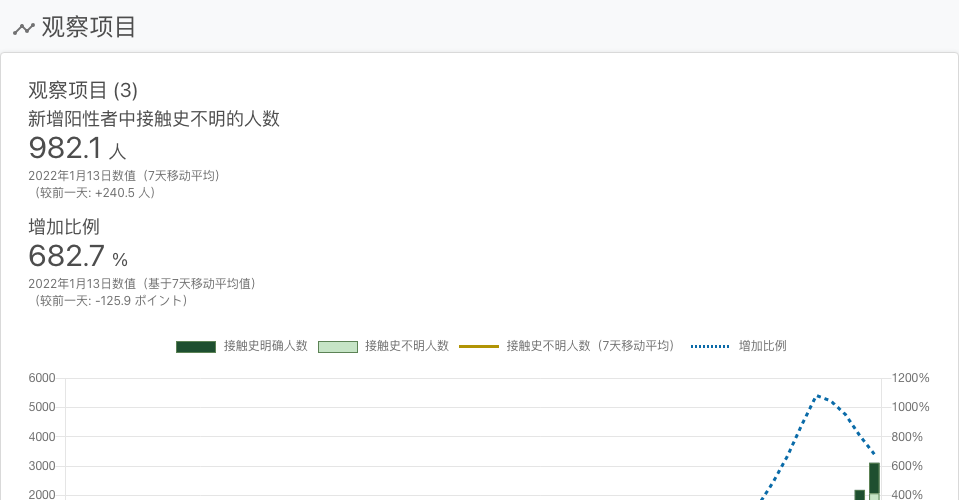 观察项目
观察项目 (3)
新增阳性者中接触史不明的人数
982.1 人
2022年1月13日数值（7天移动平均）
（较前一天: +240.5 人）
增加比例
682.7 %
2022年1月13日数值（基于7天移动平均值）
（较前一天: -125.9 ポイント）
接触史明确人数 接触史不明人数 接触史不明人数（7天移动平均） 增加比例
6000 1200%
5000 1000%
4000 800%
3000 600%
2000 400%